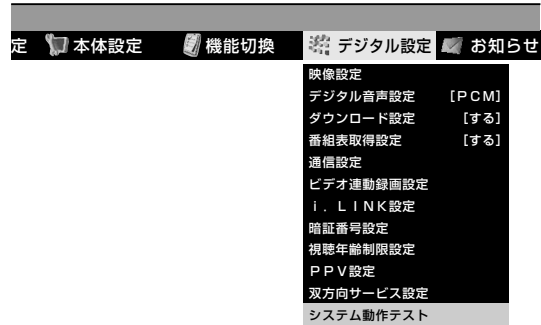 定 本体設定 機能切換 デジタル設定 お知らせ
映像設定
デジタル音声設定 [PCM]
ダウンロード設定 [する]
番組表取得設定 [する]
通信設定
ビデオ連動録画設定
i．LINK設定
暗証番号設定
視聴年齢制限設定
PPV設定
双方向サービス設定
システム動作テスト